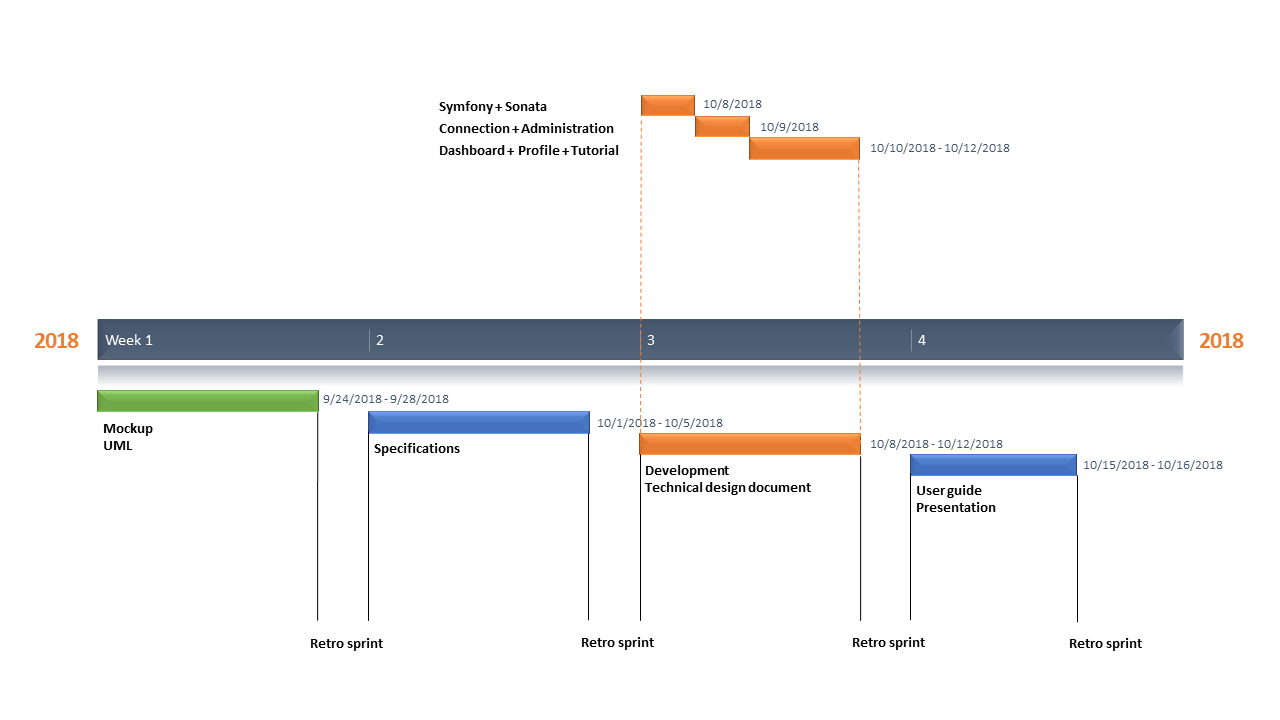 Symfony + Sonata
10/8/2018
Connection + Administration
10/9/2018
Dashboard + Profile + Tutorial
10/10/2018 - 10/12/2018
2018
Week 1
2
3
4
2018
9/24/2018 - 9/28/2018
Mockup
UML
10/1/2018 - 10/5/2018
Specifications
10/8/2018 - 10/12/2018
Development
Technical design document
10/15/2018 - 10/16/2018
User guide
Presentation
Retro sprint
Retro sprint
Retro sprint
Retro sprint